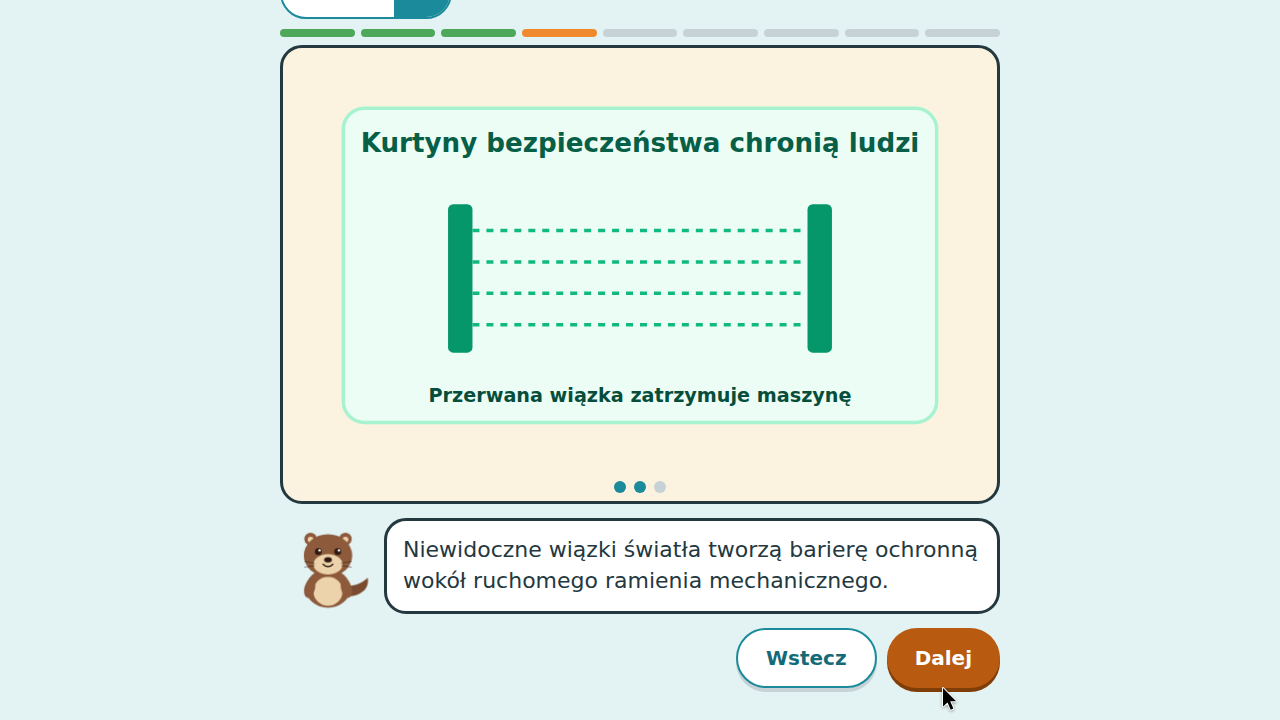 Kurtyny bezpieczeństwa chronią ludzi
Przerwana wiązka zatrzymuje maszynę
Niewidoczne wiązki światła tworzą barierę ochronną
wokół ruchomego ramienia mechanicznego.
Wstecz
Dalej